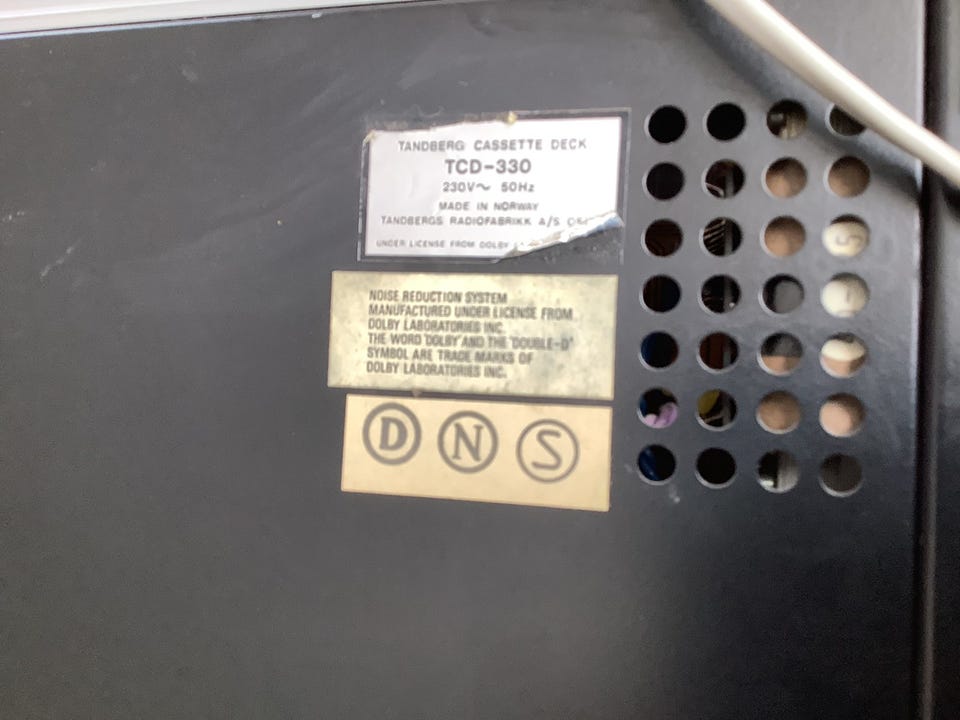 TANDBERG CASSETTE DECK
TCD-330
230V~ 50Hz
MADE IN NORWAY
TANDBERGS RADIOFABRIKK A/S
UNDER LICENSE FROM DOLBY
NOISE REDUCTION SYSTEM
MANUFACTURED UNDER LICENSE FROM
DOLBY LABORATORIES INC.
THE WORD 'DOLBY' AND THE 'DOUBLE-D'
SYMBOL ARE TRADE MARKS OF
DOLBY LABORATORIES INC.
D N S